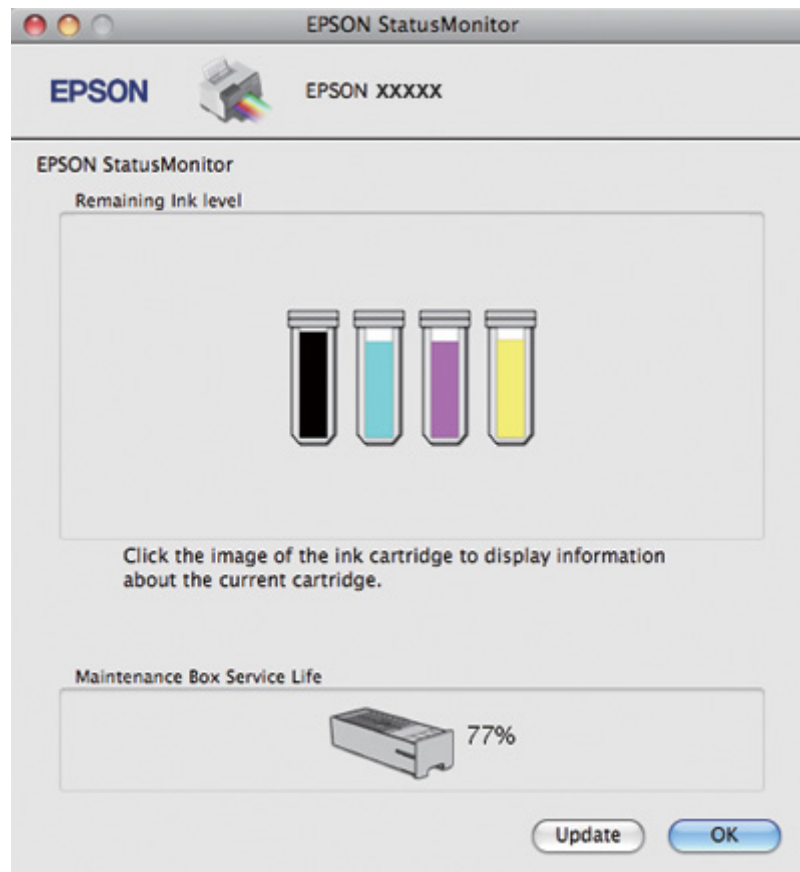 EPSON StatusMonitor
EPSON
EPSON XXXXX
EPSON StatusMonitor
Remaining Ink level
Click the image of the ink cartridge to display information
about the current cartridge.
Maintenance Box Service Life
77%
Update
OK